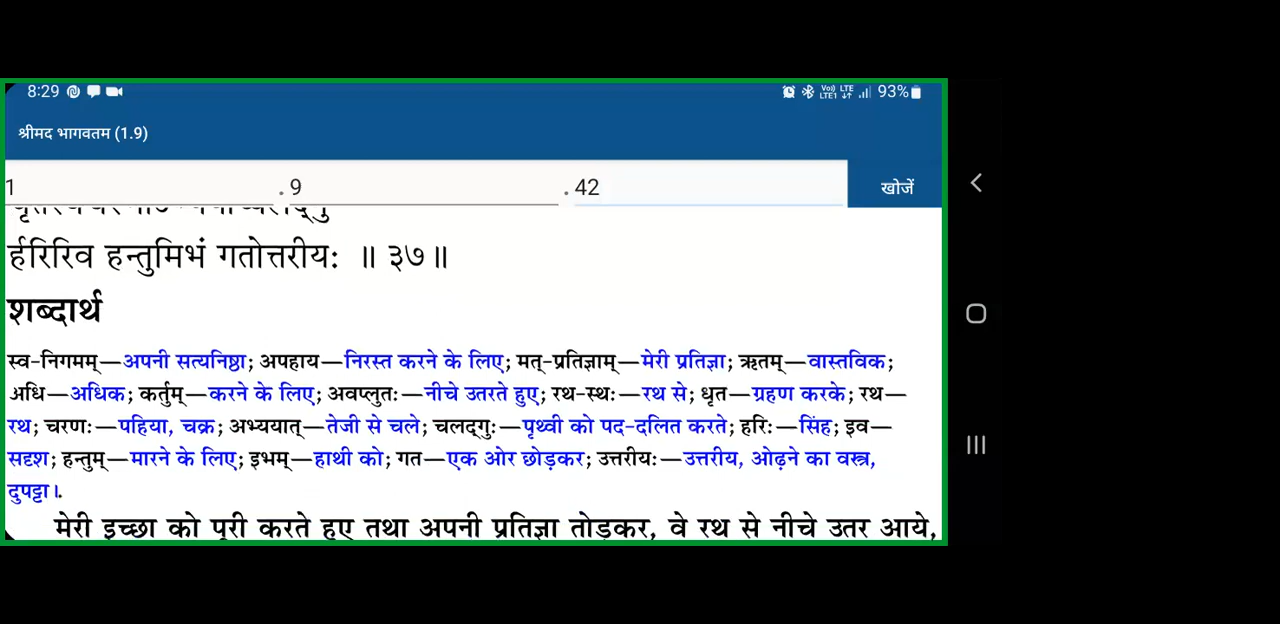 8:29
Vo)) LTE
LTE1
93%
श्रीमद भागवतम (1.9)
1 . 9 . 42 खोजें
र्हरिरिव हन्तुमिभं गतोत्तरीयः ॥ ३७॥
शब्दार्थ
स्व-निगमम्—अपनी सत्यनिष्ठा; अपहाय—निरस्त करने के लिए; मत्-प्रतिज्ञाम्—मेरी प्रतिज्ञा; ऋतम्—वास्तविक;
अधि—अधिक; कर्तुम्—करने के लिए; अवप्लुतः—नीचे उतरते हुए; रथ-स्थः—रथ से; धृत—ग्रहण करके; रथ—
रथ; चरणः—पहिया, चक्र; अभ्ययात्—तेजी से चले; चलद्गुः—पृथ्वी को पद-दलित करते; हरिः—सिंह; इव—
सदृश; हन्तुम्—मारने के लिए; इभम्—हाथी को; गत—एक ओर छोड़कर; उत्तरीयः—उत्तरीय, ओढ़ने का वस्त्र,
दुपट्टा।.
मेरी इच्छा को पूरी करते हुए तथा अपनी प्रतिज्ञा तोड़कर, वे रथ से नीचे उतर आये,